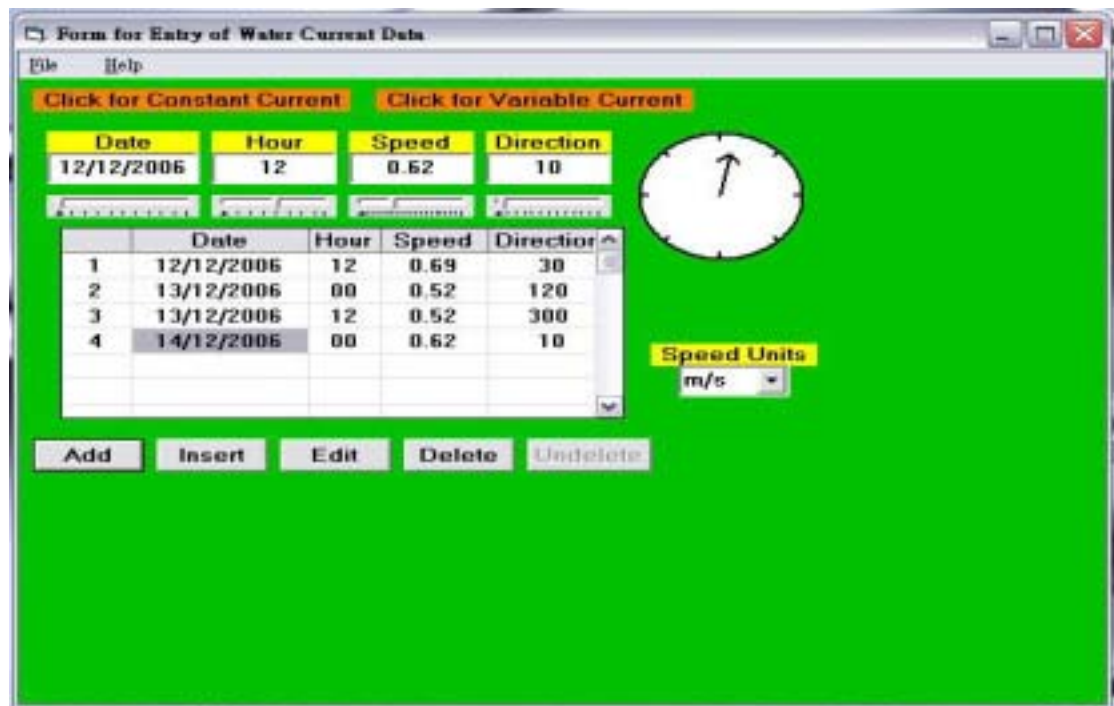 Form for Entry of Water Current Data
File Help
Click for Constant Current Click for Variable Current
Date Hour Speed Direction
12/12/2006 12 0.62 10
Date Hour Speed Direction
1 12/12/2006 12 0.69 30
2 13/12/2006 00 0.52 120
3 13/12/2006 12 0.52 300
4 14/12/2006 00 0.62 10
Speed Units
m/s
Add Insert Edit Delete Undelete